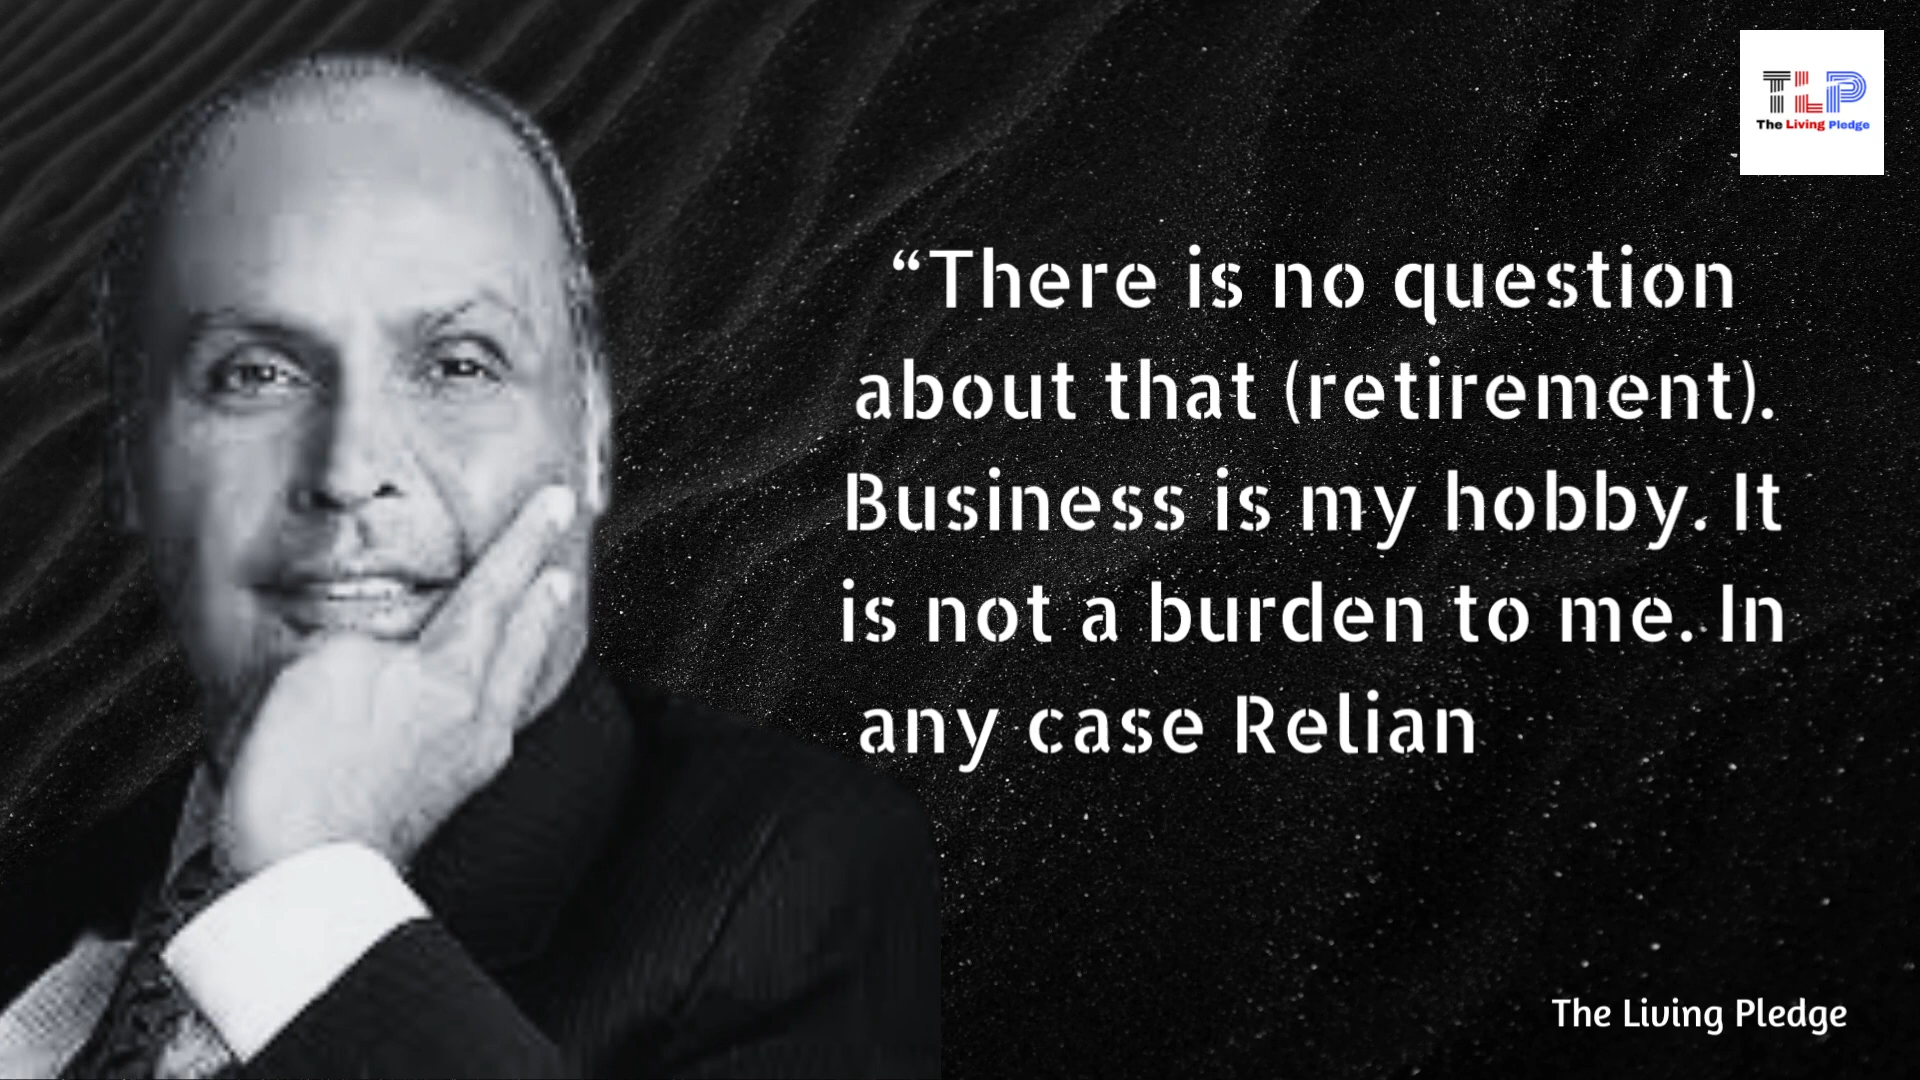 TLP
The Living Pledge
“There is no question
about that (retirement).
Business is my hobby. It
is not a burden to me. In
any case Relian
The Living Pledge